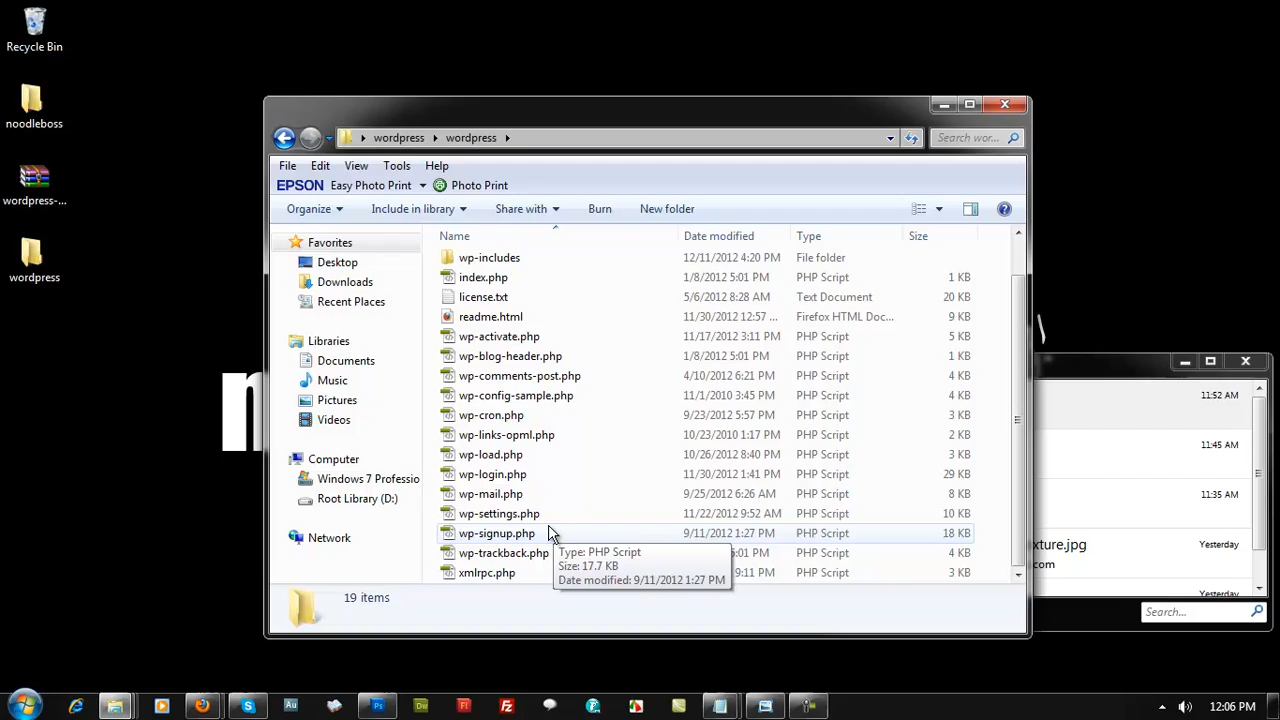 Recycle Bin
noodleboss
wordpress-...
wordpress
wordpress wordpress
Search wor...
File Edit View Tools Help
EPSON Easy Photo Print Photo Print
Organize Include in library Share with Burn New folder
Favorites
Desktop
Downloads
Recent Places
Libraries
Documents
Music
Pictures
Videos
Computer
Windows 7 Professio
Root Library (D:)
Network
Name Date modified Type Size
wp-includes 12/11/2012 4:20 PM File folder
index.php 1/8/2012 5:01 PM PHP Script 1 KB
license.txt 5/6/2012 8:28 AM Text Document 20 KB
readme.html 11/30/2012 12:57 ... Firefox HTML Doc... 9 KB
wp-activate.php 11/17/2012 3:11 PM PHP Script 5 KB
wp-blog-header.php 1/8/2012 5:01 PM PHP Script 1 KB
wp-comments-post.php 4/10/2012 6:21 PM PHP Script 4 KB
wp-config-sample.php 11/1/2010 3:45 PM PHP Script 4 KB
wp-cron.php 9/23/2012 5:57 PM PHP Script 3 KB
wp-links-opml.php 10/23/2010 1:17 PM PHP Script 2 KB
wp-load.php 10/26/2012 8:40 PM PHP Script 3 KB
wp-login.php 11/30/2012 1:41 PM PHP Script 29 KB
wp-mail.php 9/25/2012 6:26 AM PHP Script 8 KB
wp-settings.php 11/22/2012 9:52 AM PHP Script 10 KB
wp-signup.php 9/11/2012 1:27 PM PHP Script 18 KB
wp-trackback.php 5:01 PM PHP Script 4 KB
xmlrpc.php 9:11 PM PHP Script 3 KB
Type: PHP Script
Size: 17.7 KB
Date modified: 9/11/2012 1:27 PM
19 items
11:52 AM
11:45 AM
11:35 AM
xture.jpg Yesterday
com
Yesterday
Search...
12:06 PM